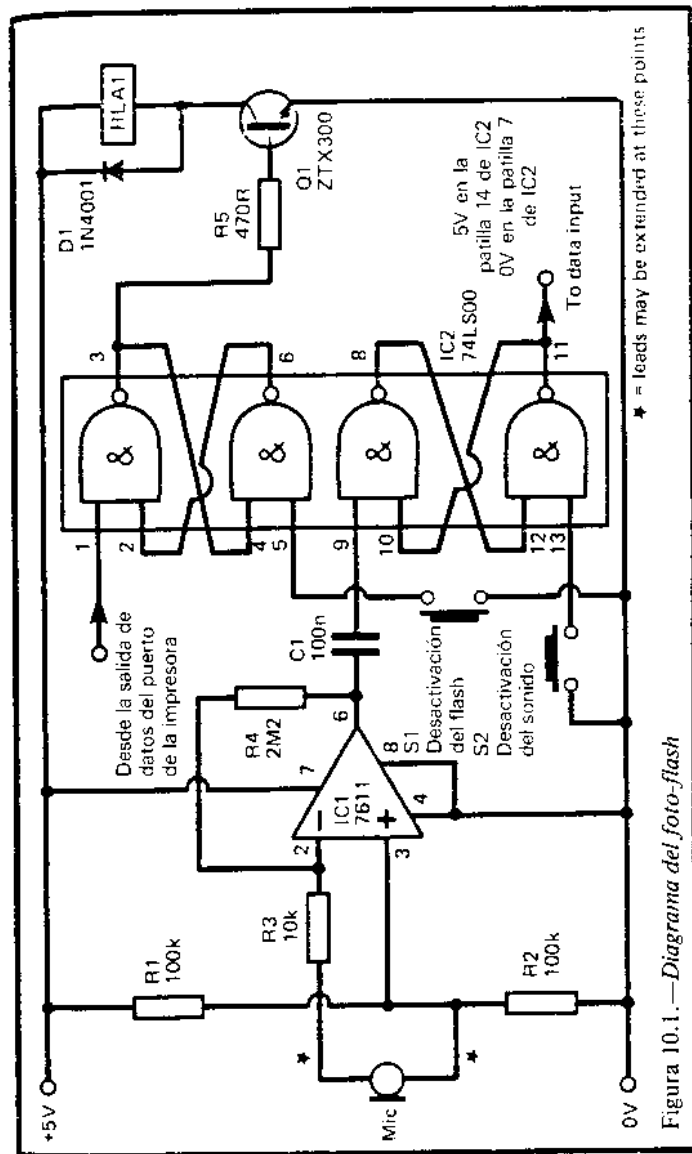 +5V
R1
100k
Mic
★
★
R3
10k
R2
100k
0V
Desde la salida de
datos del puerto
de la impresora
R4
2M2
2
3
IC1
7611
−
+
7
6
8
4
C1
100n
S1
Desactivación
del flash
S2
Desactivación
del sonido
1
2
3
4
5
6
8
9
10
11
12
13
&
&
&
&
IC2
74LS00
D1
1N4001
RLA1
R5
470R
Q1
ZTX300
5V en la
patilla 14 de IC2
0V en la patilla 7
de IC2
To data input
★ = leads may be extended at these points
Figura 10.1.—Diagrama del foto-flash